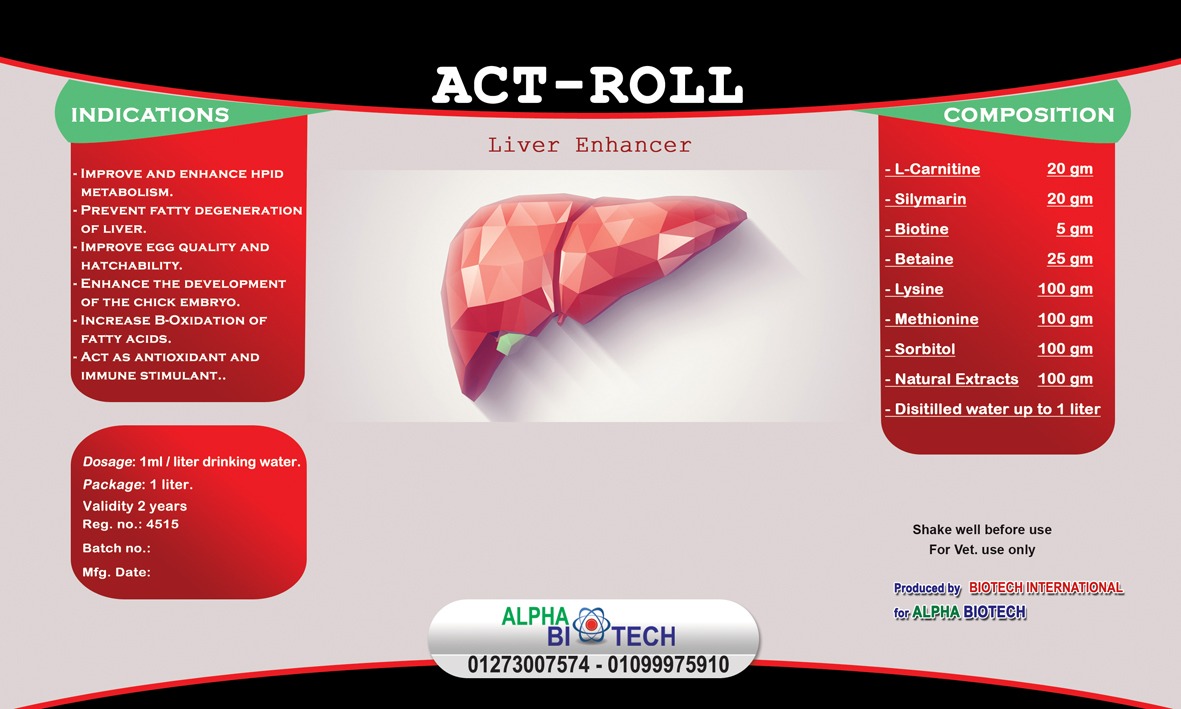 ACT-ROLL
Liver Enhancer
INDICATIONS
- IMPROVE AND ENHANCE HPID
METABOLISM.
- PREVENT FATTY DEGENERATION
OF LIVER.
- IMPROVE EGG QUALITY AND
HATCHABILITY.
- ENHANCE THE DEVELOPMENT
OF THE CHICK EMBRYO.
- INCREASE B-OXIDATION OF
FATTY ACIDS.
- ACT AS ANTIOXIDANT AND
IMMUNE STIMULANT..
Dosage: 1ml / liter drinking water.
Package: 1 liter.
Validity 2 years
Reg. no.: 4515
Batch no.:
Mfg. Date:
COMPOSITION
- L-Carnitine 20 gm
- Silymarin 20 gm
- Biotine 5 gm
- Betaine 25 gm
- Lysine 100 gm
- Methionine 100 gm
- Sorbitol 100 gm
- Natural Extracts 100 gm
- Disitilled water up to 1 liter
Shake well before use
For Vet. use only
Produced by BIOTECH INTERNATIONAL
for ALPHA BIOTECH
ALPHA
BIOTECH
01273007574 - 01099975910